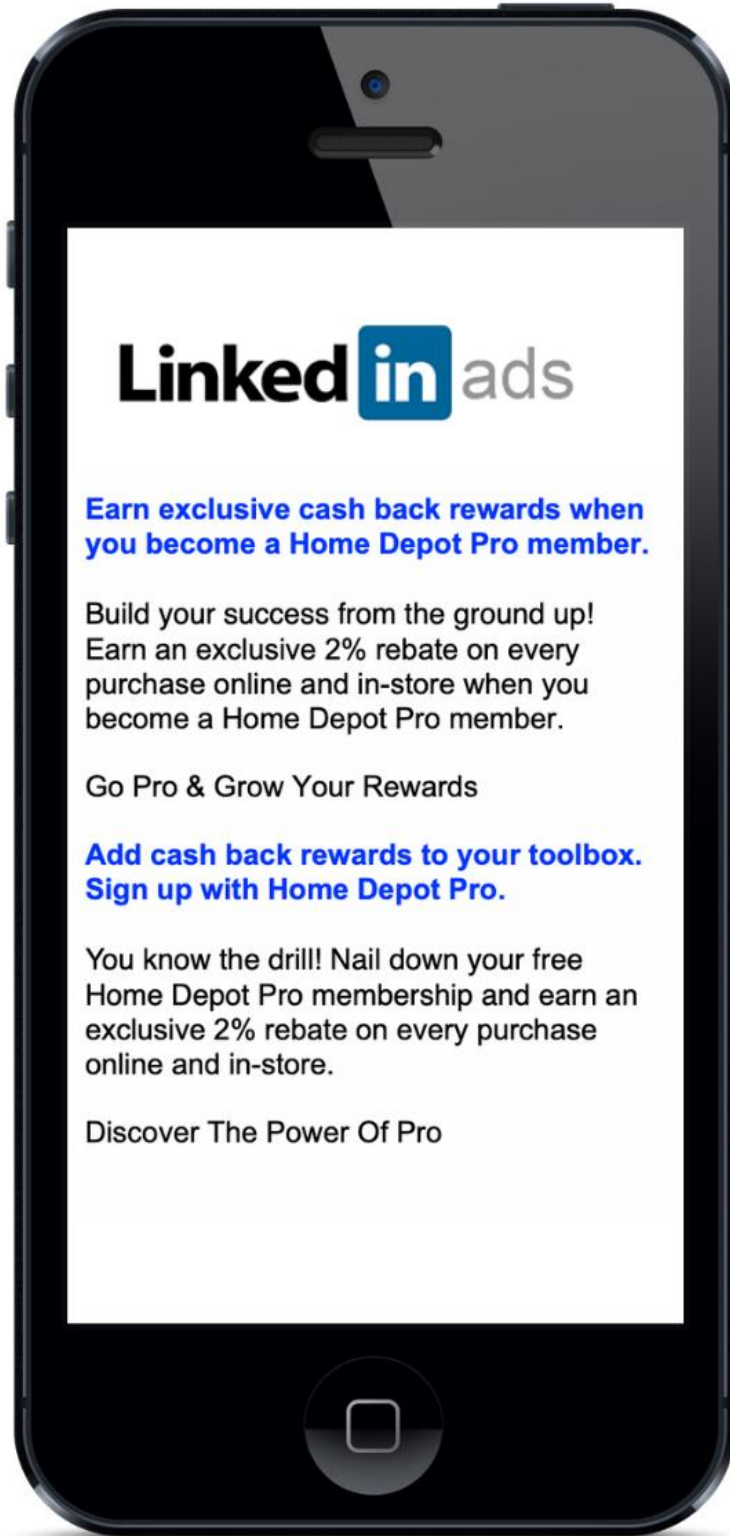 Linked in ads
Earn exclusive cash back rewards when
you become a Home Depot Pro member.
Build your success from the ground up!
Earn an exclusive 2% rebate on every
purchase online and in-store when you
become a Home Depot Pro member.
Go Pro & Grow Your Rewards
Add cash back rewards to your toolbox.
Sign up with Home Depot Pro.
You know the drill! Nail down your free
Home Depot Pro membership and earn an
exclusive 2% rebate on every purchase
online and in-store.
Discover The Power Of Pro